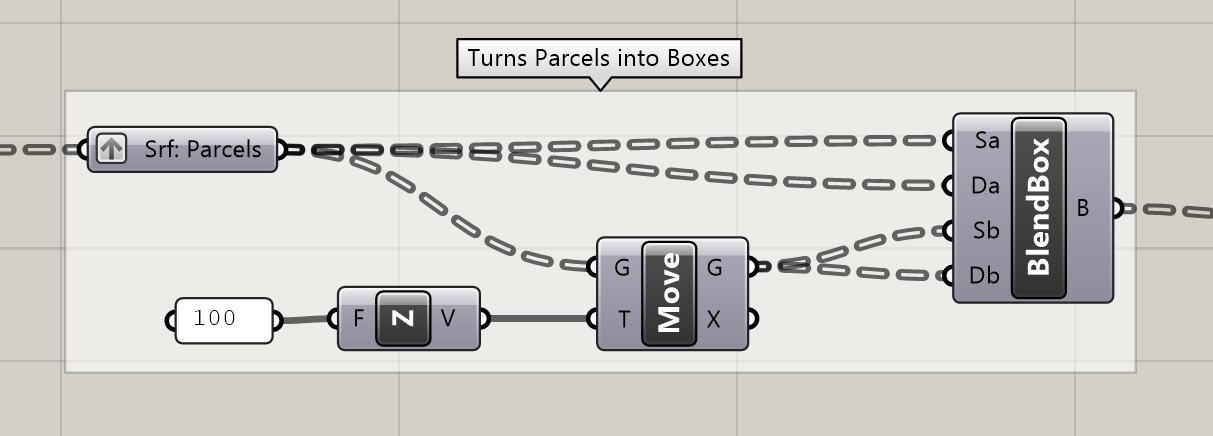 Turns Parcels into Boxes
Srf: Parcels
Sa
Da
Sb
Db
BlendBox
B
G
T
Move
G
X
100
F
Z
V